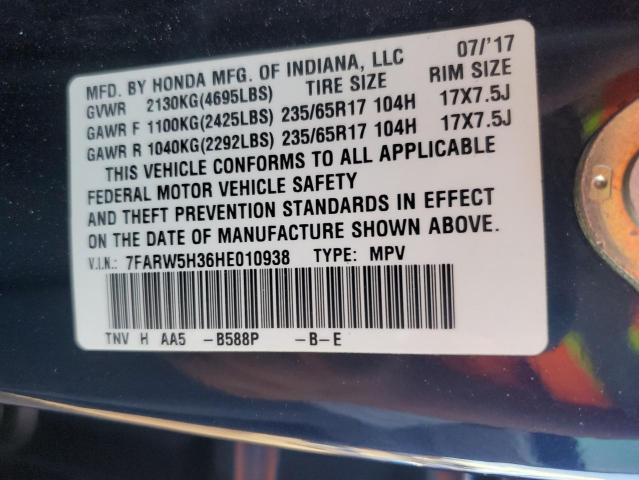 MFD. BY HONDA MFG. OF INDIANA, LLC 07/'17
GVWR 2130KG(4695LBS) TIRE SIZE RIM SIZE
GAWR F 1100KG(2425LBS) 235/65R17 104H 17X7.5J
GAWR R 1040KG(2292LBS) 235/65R17 104H 17X7.5J
THIS VEHICLE CONFORMS TO ALL APPLICABLE
FEDERAL MOTOR VEHICLE SAFETY
AND THEFT PREVENTION STANDARDS IN EFFECT
ON THE DATE OF MANUFACTURE SHOWN ABOVE.
V.I.N.: 7FARW5H36HE010938 TYPE: MPV
TNV H AA5 -B588P -B-E